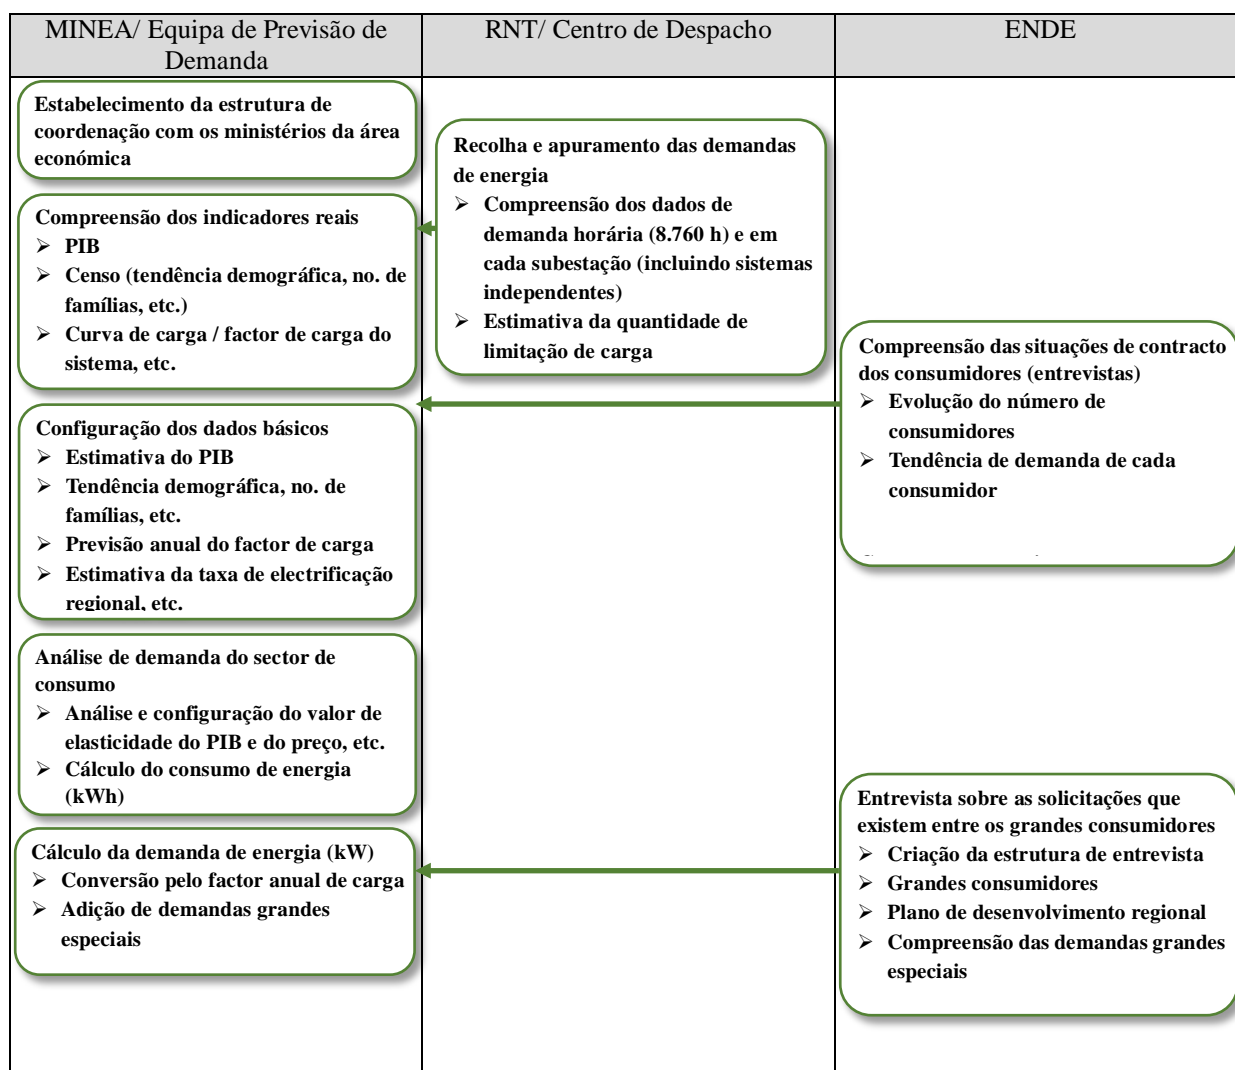 MINEA/ Equipa de Previsão de
Demanda
RNT/ Centro de Despacho
ENDE
Estabelecimento da estrutura de
coordenação com os ministérios da área
económica
Compreensão dos indicadores reais
➢ PIB
➢ Censo (tendência demográfica, no. de
famílias, etc.)
➢ Curva de carga / factor de carga do
sistema, etc.
Configuração dos dados básicos
➢ Estimativa do PIB
➢ Tendência demográfica, no. de
famílias, etc.
➢ Previsão anual do factor de carga
➢ Estimativa da taxa de electrificação
regional, etc.
Análise de demanda do sector de
consumo
➢ Análise e configuração do valor de
elasticidade do PIB e do preço, etc.
➢ Cálculo do consumo de energia
(kWh)
Cálculo da demanda de energia (kW)
➢ Conversão pelo factor anual de carga
➢ Adição de demandas grandes
especiais
Recolha e apuramento das demandas
de energia
➢ Compreensão dos dados de
demanda horária (8.760 h) e em
cada subestação (incluindo sistemas
independentes)
➢ Estimativa da quantidade de
limitação de carga
Compreensão das situações de contracto
dos consumidores (entrevistas)
➢ Evolução do número de
consumidores
➢ Tendência de demanda de cada
consumidor
Entrevista sobre as solicitações que
existem entre os grandes consumidores
➢ Criação da estrutura de entrevista
➢ Grandes consumidores
➢ Plano de desenvolvimento regional
➢ Compreensão das demandas grandes
especiais